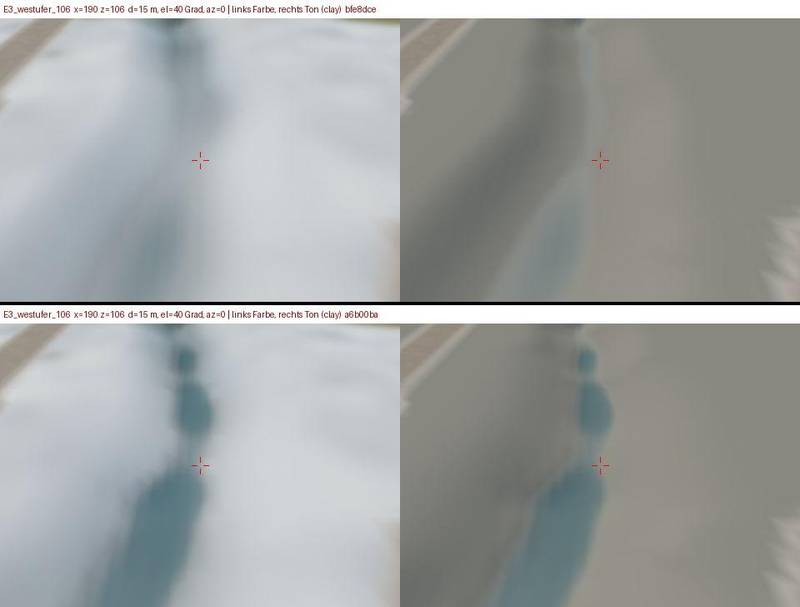 E3_westufer_106 x=190 z=106 d=15 m, el=40 Grad, az=0 | links Farbe, rechts Ton (clay) bfe8dce
E3_westufer_106 x=190 z=106 d=15 m, el=40 Grad, az=0 | links Farbe, rechts Ton (clay) a6b00ba